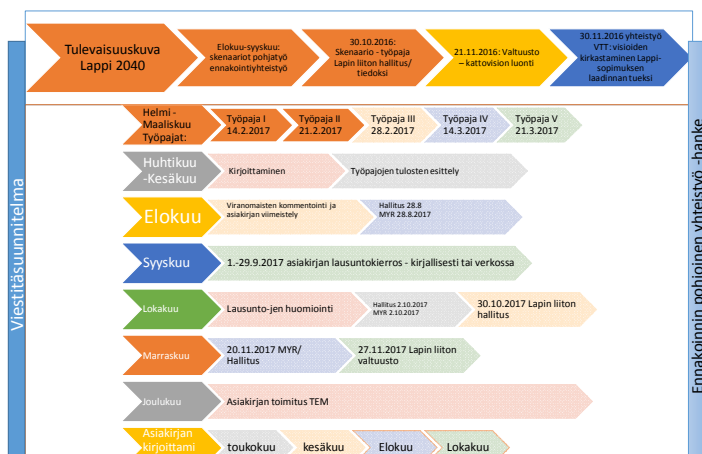 Tulevaisuuskuva
Lappi 2040
Elokuu-syyskuu:
skenaariot pohjatyö
ennakointiyhteistyö
30.10.2016:
Skenaario - työpaja
Lapin liiton hallitus/
tiedoksi
21.11.2016: Valtuusto
– kattovision luonti
30.11.2016 yhteistyö
VTT: visioiden
kirkastaminen Lappi-
sopimuksen
laadinnan tueksi
Viestitäsuunnitelma
Ennakoinnin pohjoinen yhteistyö -hanke
Helmi -
Maaliskuu
Työpajat:
Työpaja I
14.2.2017
Työpaja II
21.2.2017
Työpaja III
28.2.2017
Työpaja IV
14.3.2017
Työpaja V
21.3.2017
Huhtikuu
-Kesäkuu
Kirjoittaminen
Työpajojen tulosten esittely
Elokuu
Viranomaisten kommentointi ja
asiakirjan viimeistely
Hallitus 28.8
MYR 28.8.2017
Syyskuu
1.-29.9.2017 asiakirjan lausuntokierros - kirjallisesti tai verkossa
Lokakuu
Lausunto-jen huomiointi
Hallitus 2.10.2017
MYR 2.10.2017
30.10.2017 Lapin liiton
hallitus
Marraskuu
20.11.2017 MYR/
Hallitus
27.11.2017 Lapin liiton
valtuusto
Joulukuu
Asiakirjan toimitus TEM
Asiakirjan
kirjoittami
toukokuu
kesäkuu
Elokuu
Lokakuu